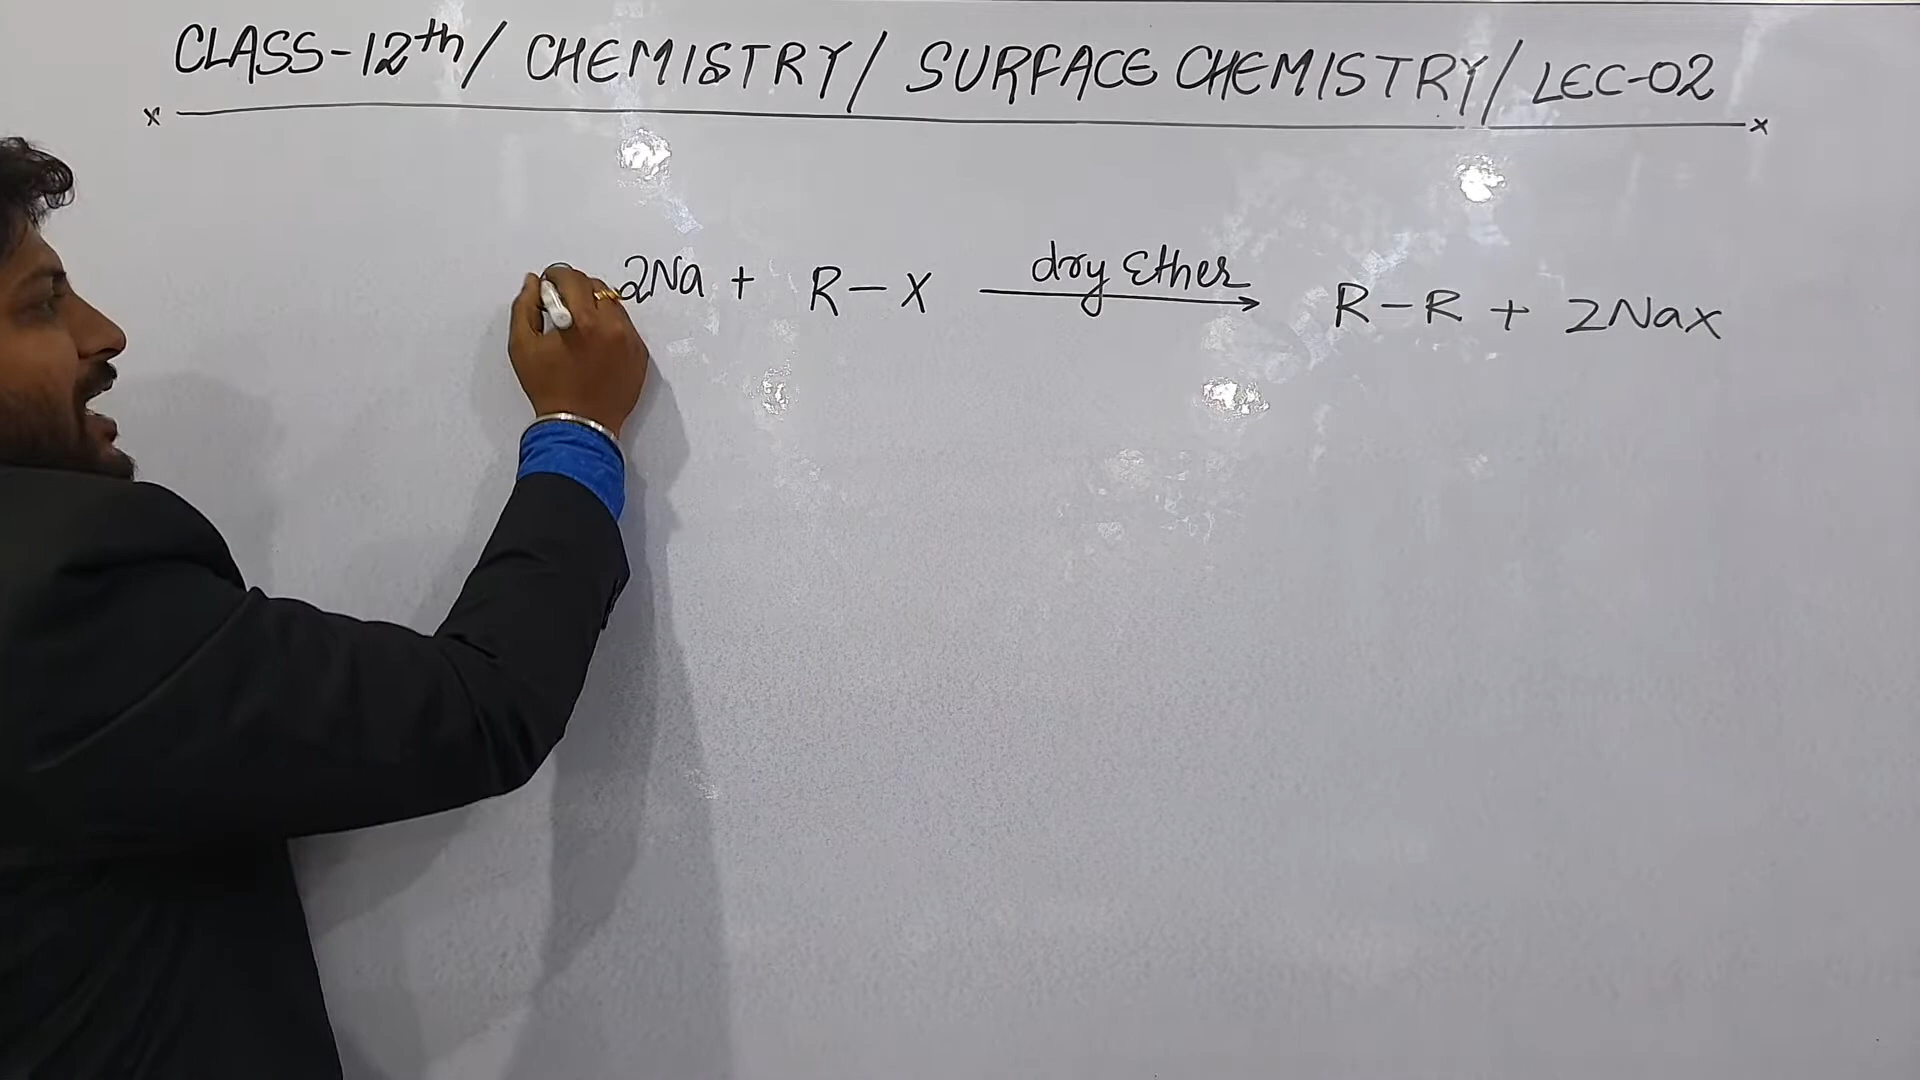 CLASS-12th/ CHEMISTRY/ SURFACE CHEMISTRY/ LEC-02
x x
2Na + R-X dry Ether → R-R + 2NaX